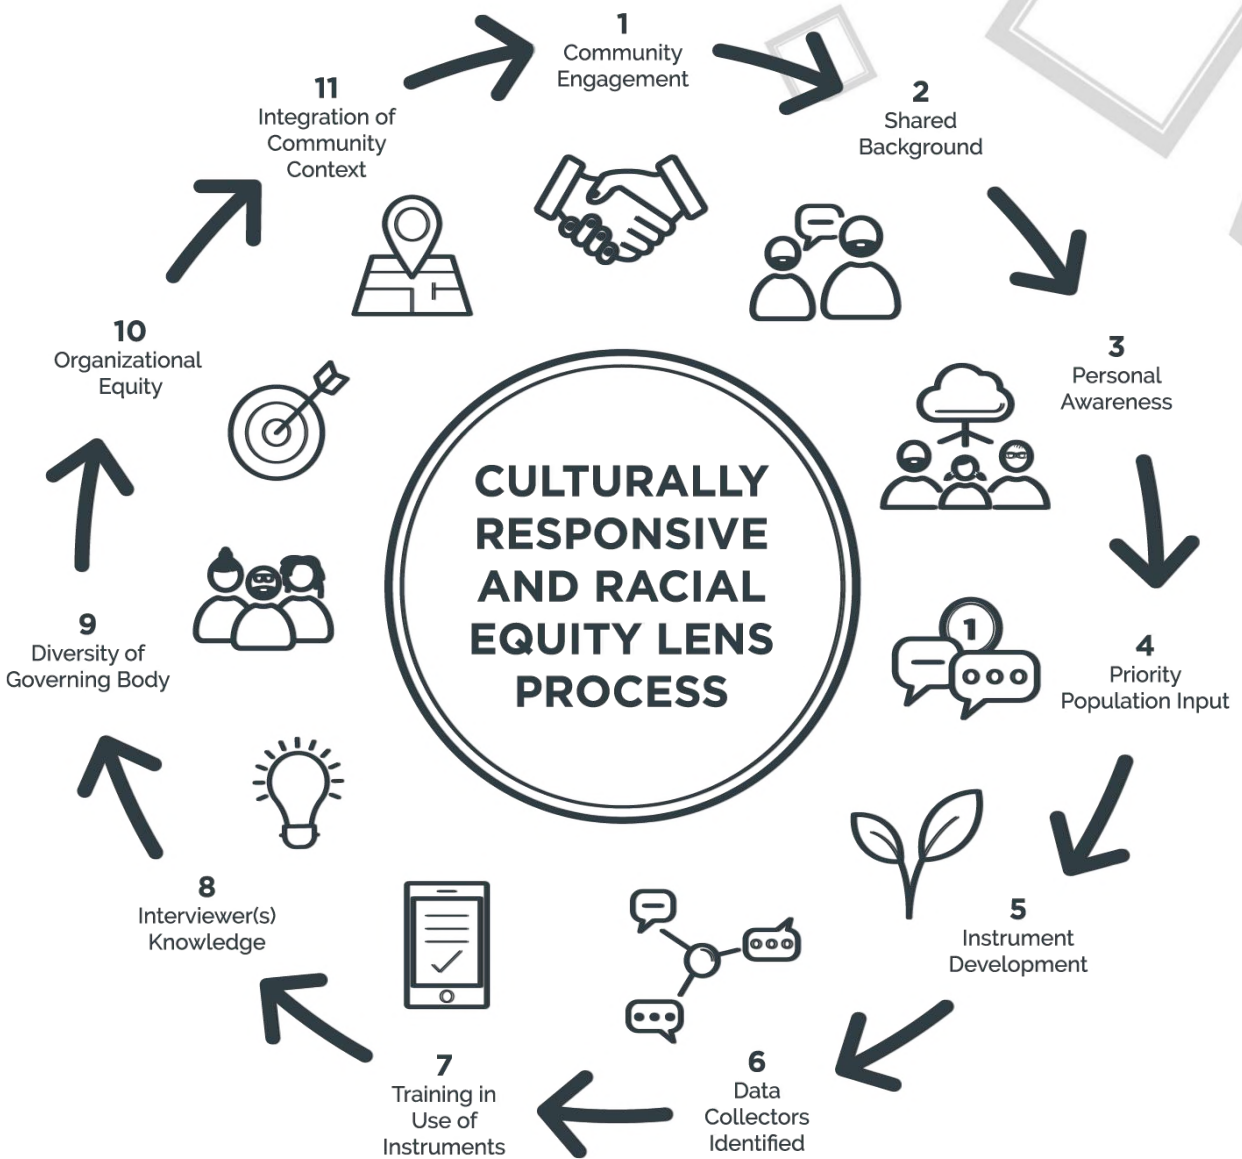 1
Community
Engagement
2
Shared
Background
3
Personal
Awareness
1
4
Priority
Population Input
5
Instrument
Development
6
Data
Collectors
Identified
7
Training in
Use of
Instruments
8
Interviewer(s)
Knowledge
9
Diversity of
Governing Body
10
Organizational
Equity
11
Integration of
Community
Context
CULTURALLY
RESPONSIVE
AND RACIAL
EQUITY LENS
PROCESS